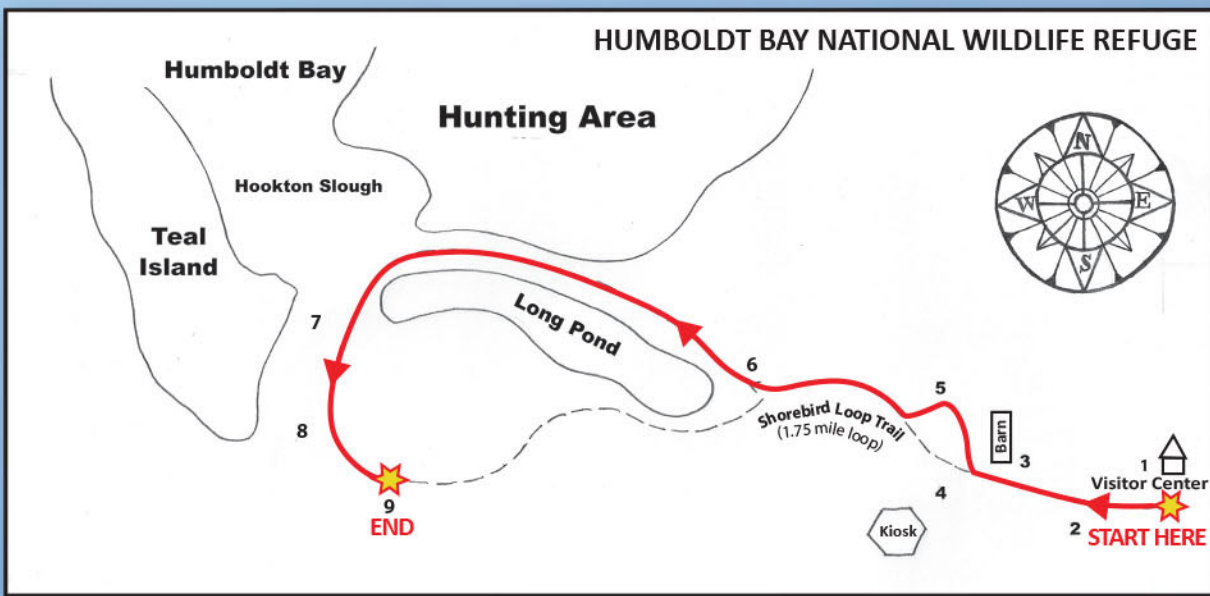 HUMBOLDT BAY NATIONAL WILDLIFE REFUGE
Humboldt Bay
Hunting Area
N
W
E
S
Hookton Slough
Teal
Island
Long Pond
7
6
5
8
Shorebird Loop Trail
(1.75 mile loop)
Barn
3
1
Visitor Center
4
9
END
Kiosk
2
START HERE